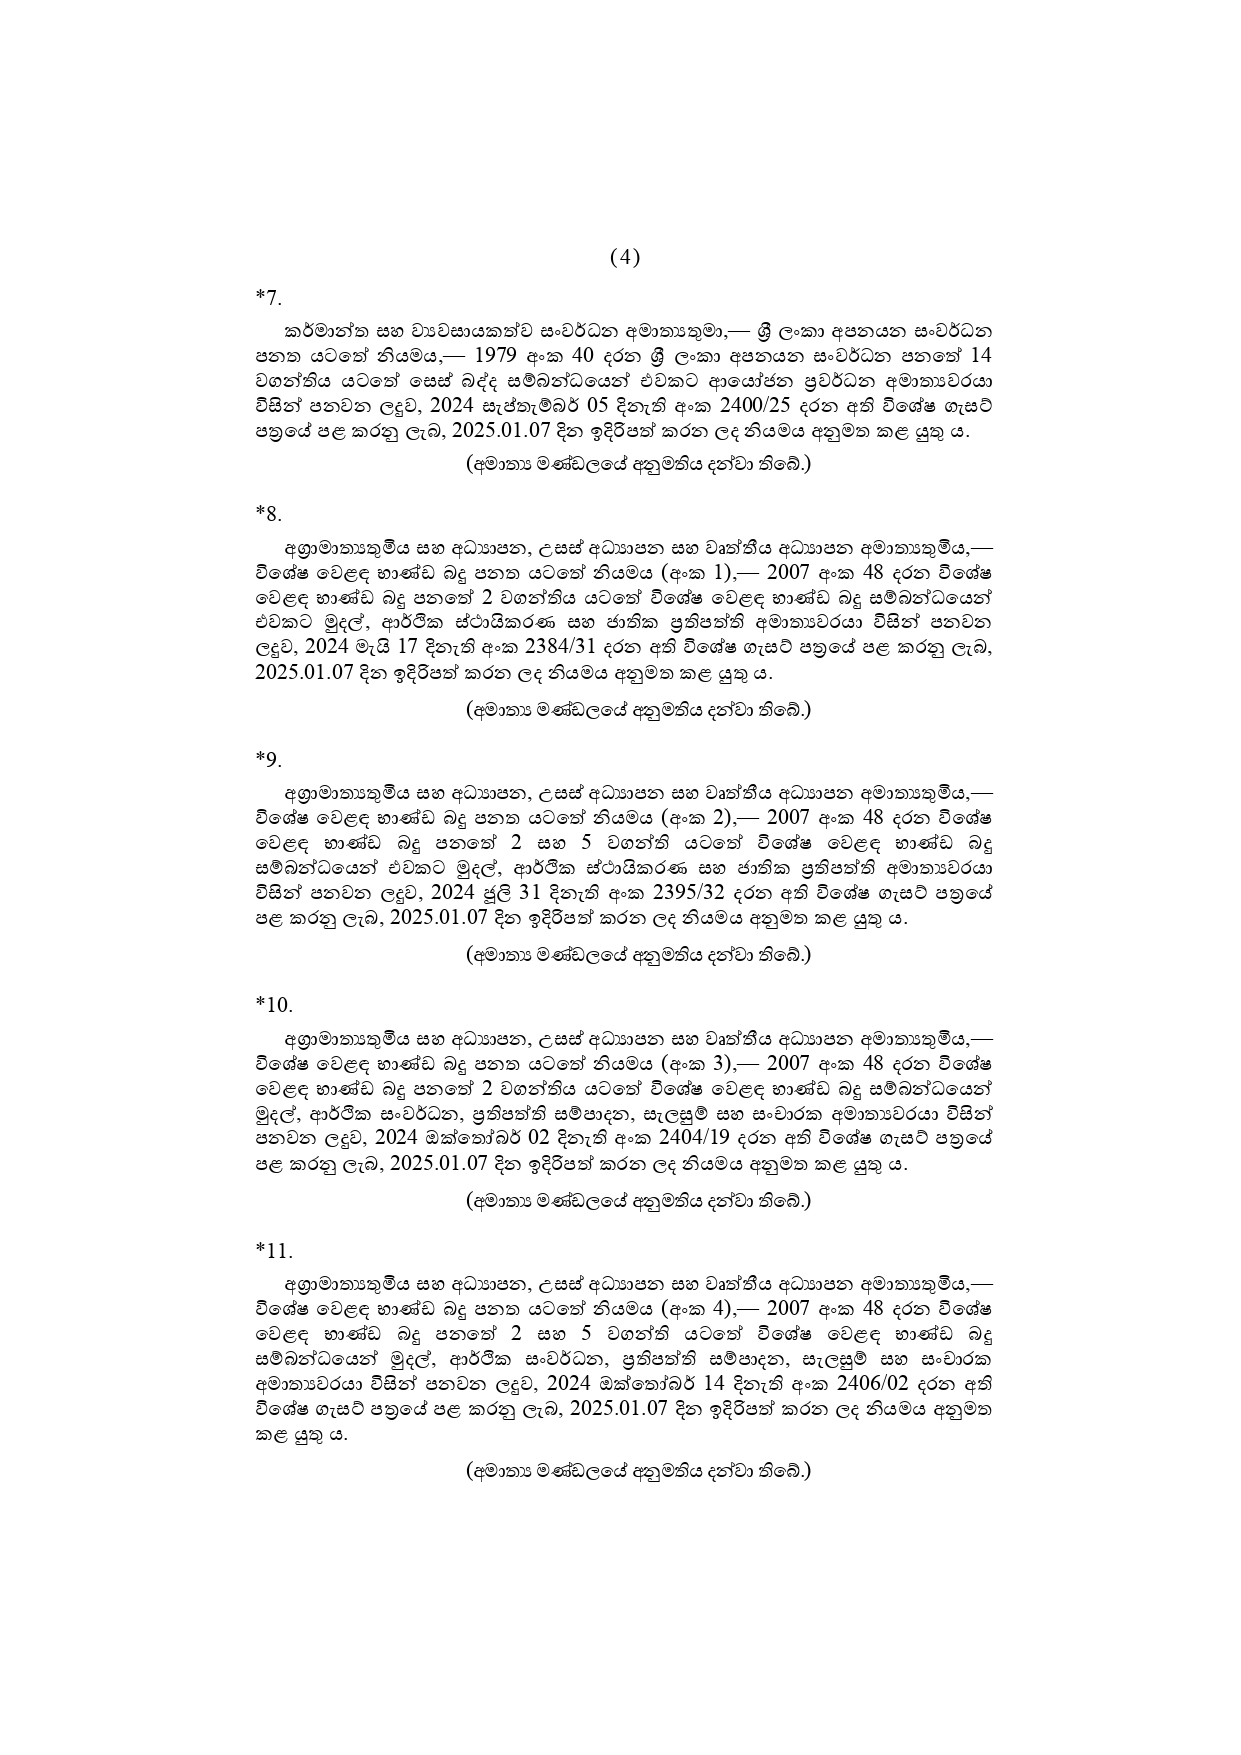 (4)
*7.
කර්මාන්ත සහ ව්‍යවසායකත්ව සංවර්ධන අමාත්‍යතුමා,— ශ්‍රී ලංකා අපනයන සංවර්ධන
පනත යටතේ නියමය,— 1979 අංක 40 දරන ශ්‍රී ලංකා අපනයන සංවර්ධන පනතේ 14
වගන්තිය යටතේ සෙස් බද්ද සම්බන්ධයෙන් එවකට ආයෝජන ප්‍රවර්ධන අමාත්‍යවරයා
විසින් පනවන ලදුව, 2024 සැප්තැම්බර් 05 දිනැති අංක 2400/25 දරන අති විශේෂ ගැසට්
පත්‍රයේ පළ කරනු ලැබ, 2025.01.07 දින ඉදිරිපත් කරන ලද නියමය අනුමත කළ යුතු ය.
(අමාත්‍ය මණ්ඩලයේ අනුමතිය දන්වා තිබේ.)
*8.
අග්‍රාමාත්‍යතුමිය සහ අධ්‍යාපන, උසස් අධ්‍යාපන සහ වෘත්තීය අධ්‍යාපන අමාත්‍යතුමිය,—
විශේෂ වෙළඳ භාණ්ඩ බදු පනත යටතේ නියමය (අංක 1),— 2007 අංක 48 දරන විශේෂ
වෙළඳ භාණ්ඩ බදු පනතේ 2 වගන්තිය යටතේ විශේෂ වෙළඳ භාණ්ඩ බදු සම්බන්ධයෙන්
එවකට මුදල්, ආර්ථික ස්ථායිකරණ සහ ජාතික ප්‍රතිපත්ති අමාත්‍යවරයා විසින් පනවන
ලදුව, 2024 මැයි 17 දිනැති අංක 2384/31 දරන අති විශේෂ ගැසට් පත්‍රයේ පළ කරනු ලැබ,
2025.01.07 දින ඉදිරිපත් කරන ලද නියමය අනුමත කළ යුතු ය.
(අමාත්‍ය මණ්ඩලයේ අනුමතිය දන්වා තිබේ.)
*9.
අග්‍රාමාත්‍යතුමිය සහ අධ්‍යාපන, උසස් අධ්‍යාපන සහ වෘත්තීය අධ්‍යාපන අමාත්‍යතුමිය,—
විශේෂ වෙළඳ භාණ්ඩ බදු පනත යටතේ නියමය (අංක 2),— 2007 අංක 48 දරන විශේෂ
වෙළඳ භාණ්ඩ බදු පනතේ 2 සහ 5 වගන්ති යටතේ විශේෂ වෙළඳ භාණ්ඩ බදු
සම්බන්ධයෙන් එවකට මුදල්, ආර්ථික ස්ථායිකරණ සහ ජාතික ප්‍රතිපත්ති අමාත්‍යවරයා
විසින් පනවන ලදුව, 2024 ජූලි 31 දිනැති අංක 2395/32 දරන අති විශේෂ ගැසට් පත්‍රයේ
පළ කරනු ලැබ, 2025.01.07 දින ඉදිරිපත් කරන ලද නියමය අනුමත කළ යුතු ය.
(අමාත්‍ය මණ්ඩලයේ අනුමතිය දන්වා තිබේ.)
*10.
අග්‍රාමාත්‍යතුමිය සහ අධ්‍යාපන, උසස් අධ්‍යාපන සහ වෘත්තීය අධ්‍යාපන අමාත්‍යතුමිය,—
විශේෂ වෙළඳ භාණ්ඩ බදු පනත යටතේ නියමය (අංක 3),— 2007 අංක 48 දරන විශේෂ
වෙළඳ භාණ්ඩ බදු පනතේ 2 වගන්තිය යටතේ විශේෂ වෙළඳ භාණ්ඩ බදු සම්බන්ධයෙන්
මුදල්, ආර්ථික සංවර්ධන, ප්‍රතිපත්ති සම්පාදන, සැලසුම් සහ සංචාරක අමාත්‍යවරයා විසින්
පනවන ලදුව, 2024 ඔක්තෝබර් 02 දිනැති අංක 2404/19 දරන අති විශේෂ ගැසට් පත්‍රයේ
පළ කරනු ලැබ, 2025.01.07 දින ඉදිරිපත් කරන ලද නියමය අනුමත කළ යුතු ය.
(අමාත්‍ය මණ්ඩලයේ අනුමතිය දන්වා තිබේ.)
*11.
අග්‍රාමාත්‍යතුමිය සහ අධ්‍යාපන, උසස් අධ්‍යාපන සහ වෘත්තීය අධ්‍යාපන අමාත්‍යතුමිය,—
විශේෂ වෙළඳ භාණ්ඩ බදු පනත යටතේ නියමය (අංක 4),— 2007 අංක 48 දරන විශේෂ
වෙළඳ භාණ්ඩ බදු පනතේ 2 සහ 5 වගන්ති යටතේ විශේෂ වෙළඳ භාණ්ඩ බදු
සම්බන්ධයෙන් මුදල්, ආර්ථික සංවර්ධන, ප්‍රතිපත්ති සම්පාදන, සැලසුම් සහ සංචාරක
අමාත්‍යවරයා විසින් පනවන ලදුව, 2024 ඔක්තෝබර් 14 දිනැති අංක 2406/02 දරන අති
විශේෂ ගැසට් පත්‍රයේ පළ කරනු ලැබ, 2025.01.07 දින ඉදිරිපත් කරන ලද නියමය අනුමත
කළ යුතු ය.
(අමාත්‍ය මණ්ඩලයේ අනුමතිය දන්වා තිබේ.)